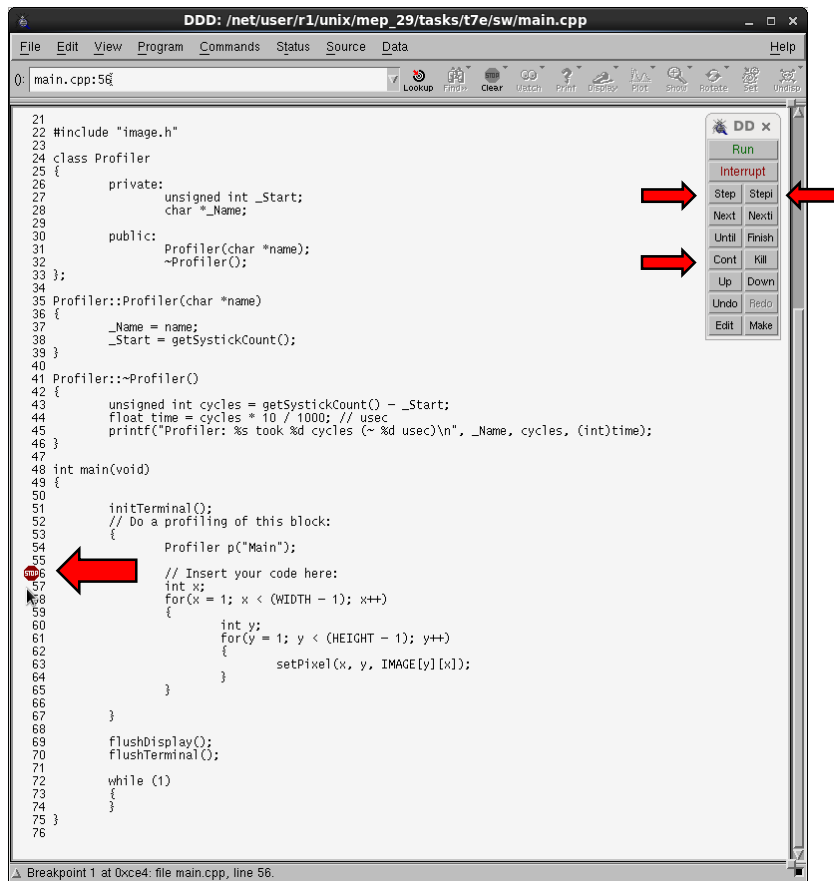 DDD: /net/user/r1/unix/mep_29/tasks/t7e/sw/main.cpp
File Edit View Program Commands Status Source Data Help
(): main.cpp:56
Lookup Find» Clear Watch Print Display Plot Show Rotate Set Undisp
DD
Run
Interrupt
Step Stepi
Next Nexti
Until Finish
Cont Kill
Up Down
Undo Redo
Edit Make
21
22 #include "image.h"
23
24 class Profiler
25 {
26 private:
27 unsigned int _Start;
28 char *_Name;
29
30 public:
31 Profiler(char *name);
32 ~Profiler();
33 };
34
35 Profiler::Profiler(char *name)
36 {
37 _Name = name;
38 _Start = getSystickCount();
39 }
40
41 Profiler::~Profiler()
42 {
43 unsigned int cycles = getSystickCount() - _Start;
44 float time = cycles * 10 / 1000; // usec
45 printf("Profiler: %s took %d cycles (~ %d usec)\n", _Name, cycles, (int)time);
46 }
47
48 int main(void)
49 {
50
51 initTerminal();
52 // Do a profiling of this block:
53 {
54 Profiler p("Main");
55
STOP 6 // Insert your code here:
57 int x;
58 for(x = 1; x < (WIDTH - 1); x++)
59 {
60 int y;
61 for(y = 1; y < (HEIGHT - 1); y++)
62 {
63 setPixel(x, y, IMAGE[y][x]);
64 }
65 }
66
67 }
68
69 flushDisplay();
70 flushTerminal();
71
72 while (1)
73 {
74 }
75 }
76
Breakpoint 1 at 0xce4: file main.cpp, line 56.